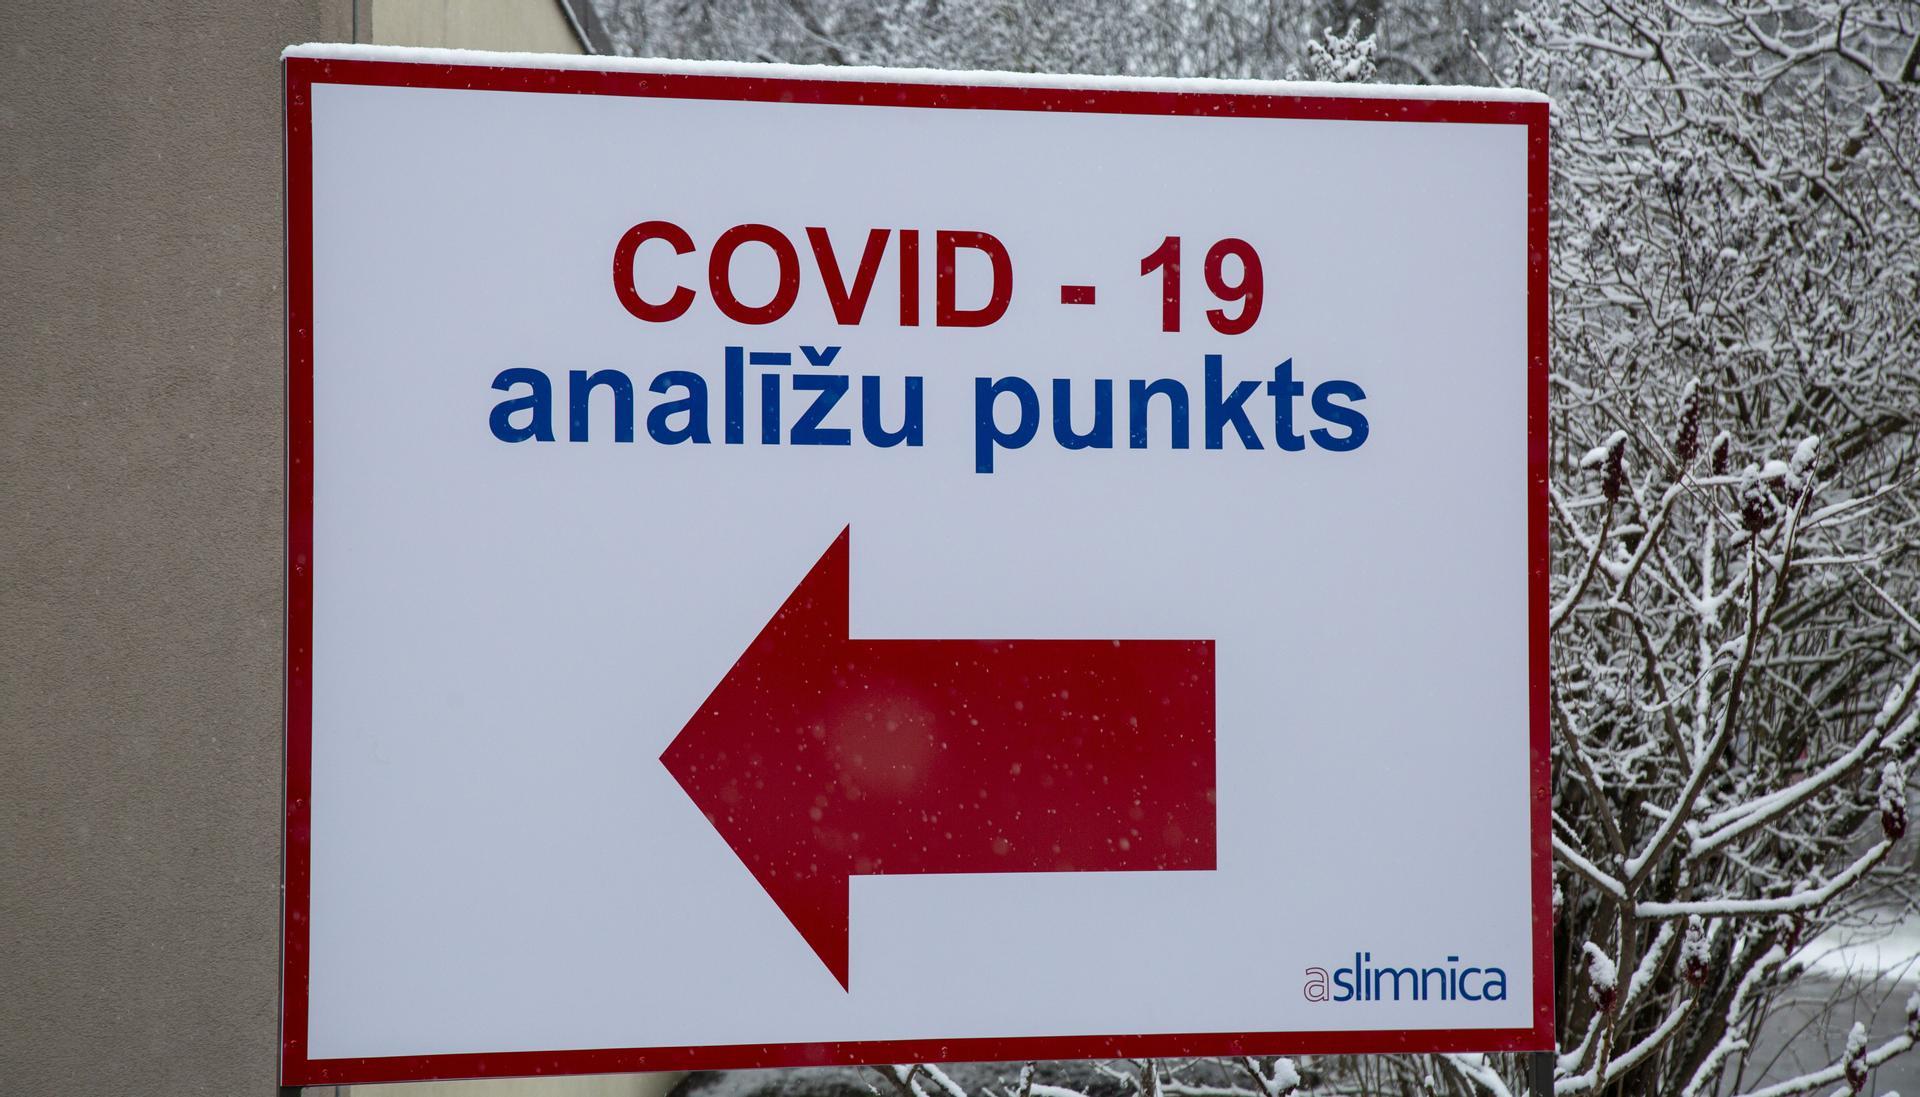 COVID - 19
analīžu punkts
aslimnīca